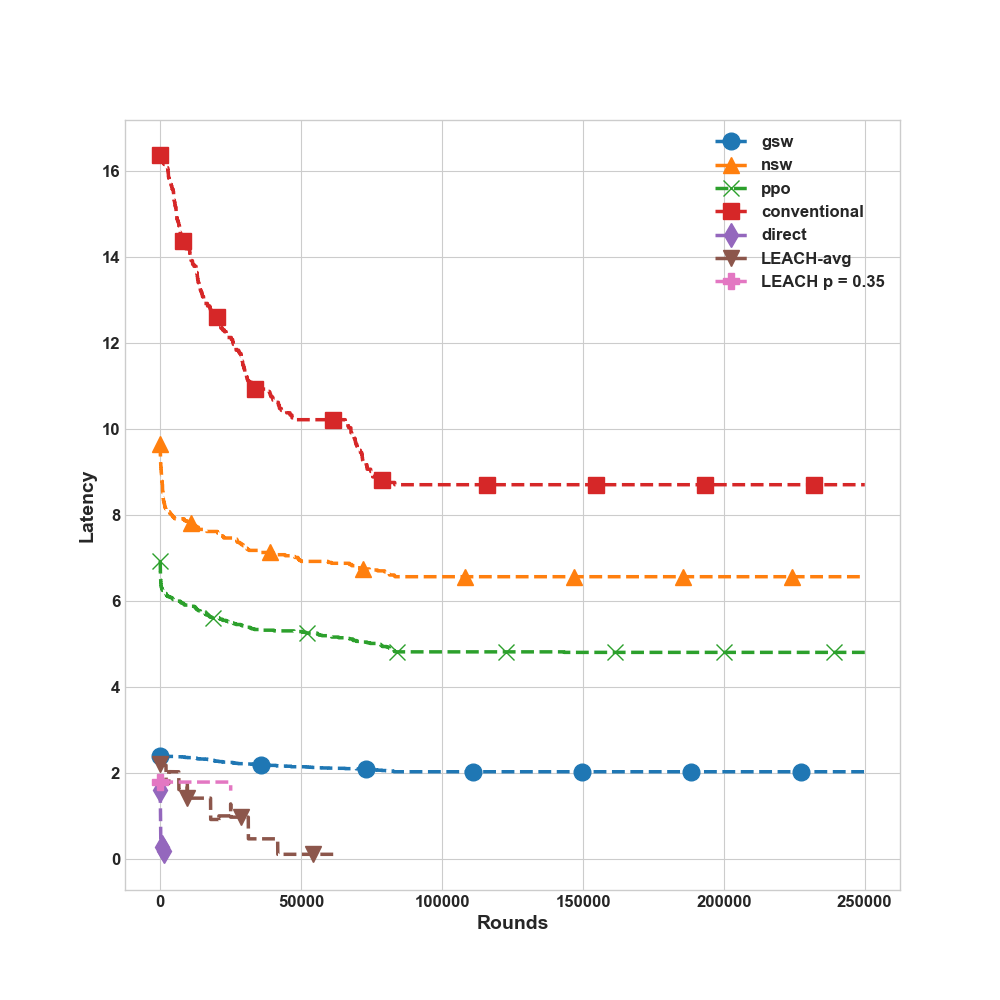 gsw
nsw
ppo
conventional
direct
LEACH-avg
LEACH p = 0.35
16
14
12
10
8
6
4
2
0
Latency
0 50000 100000 150000 200000 250000
Rounds